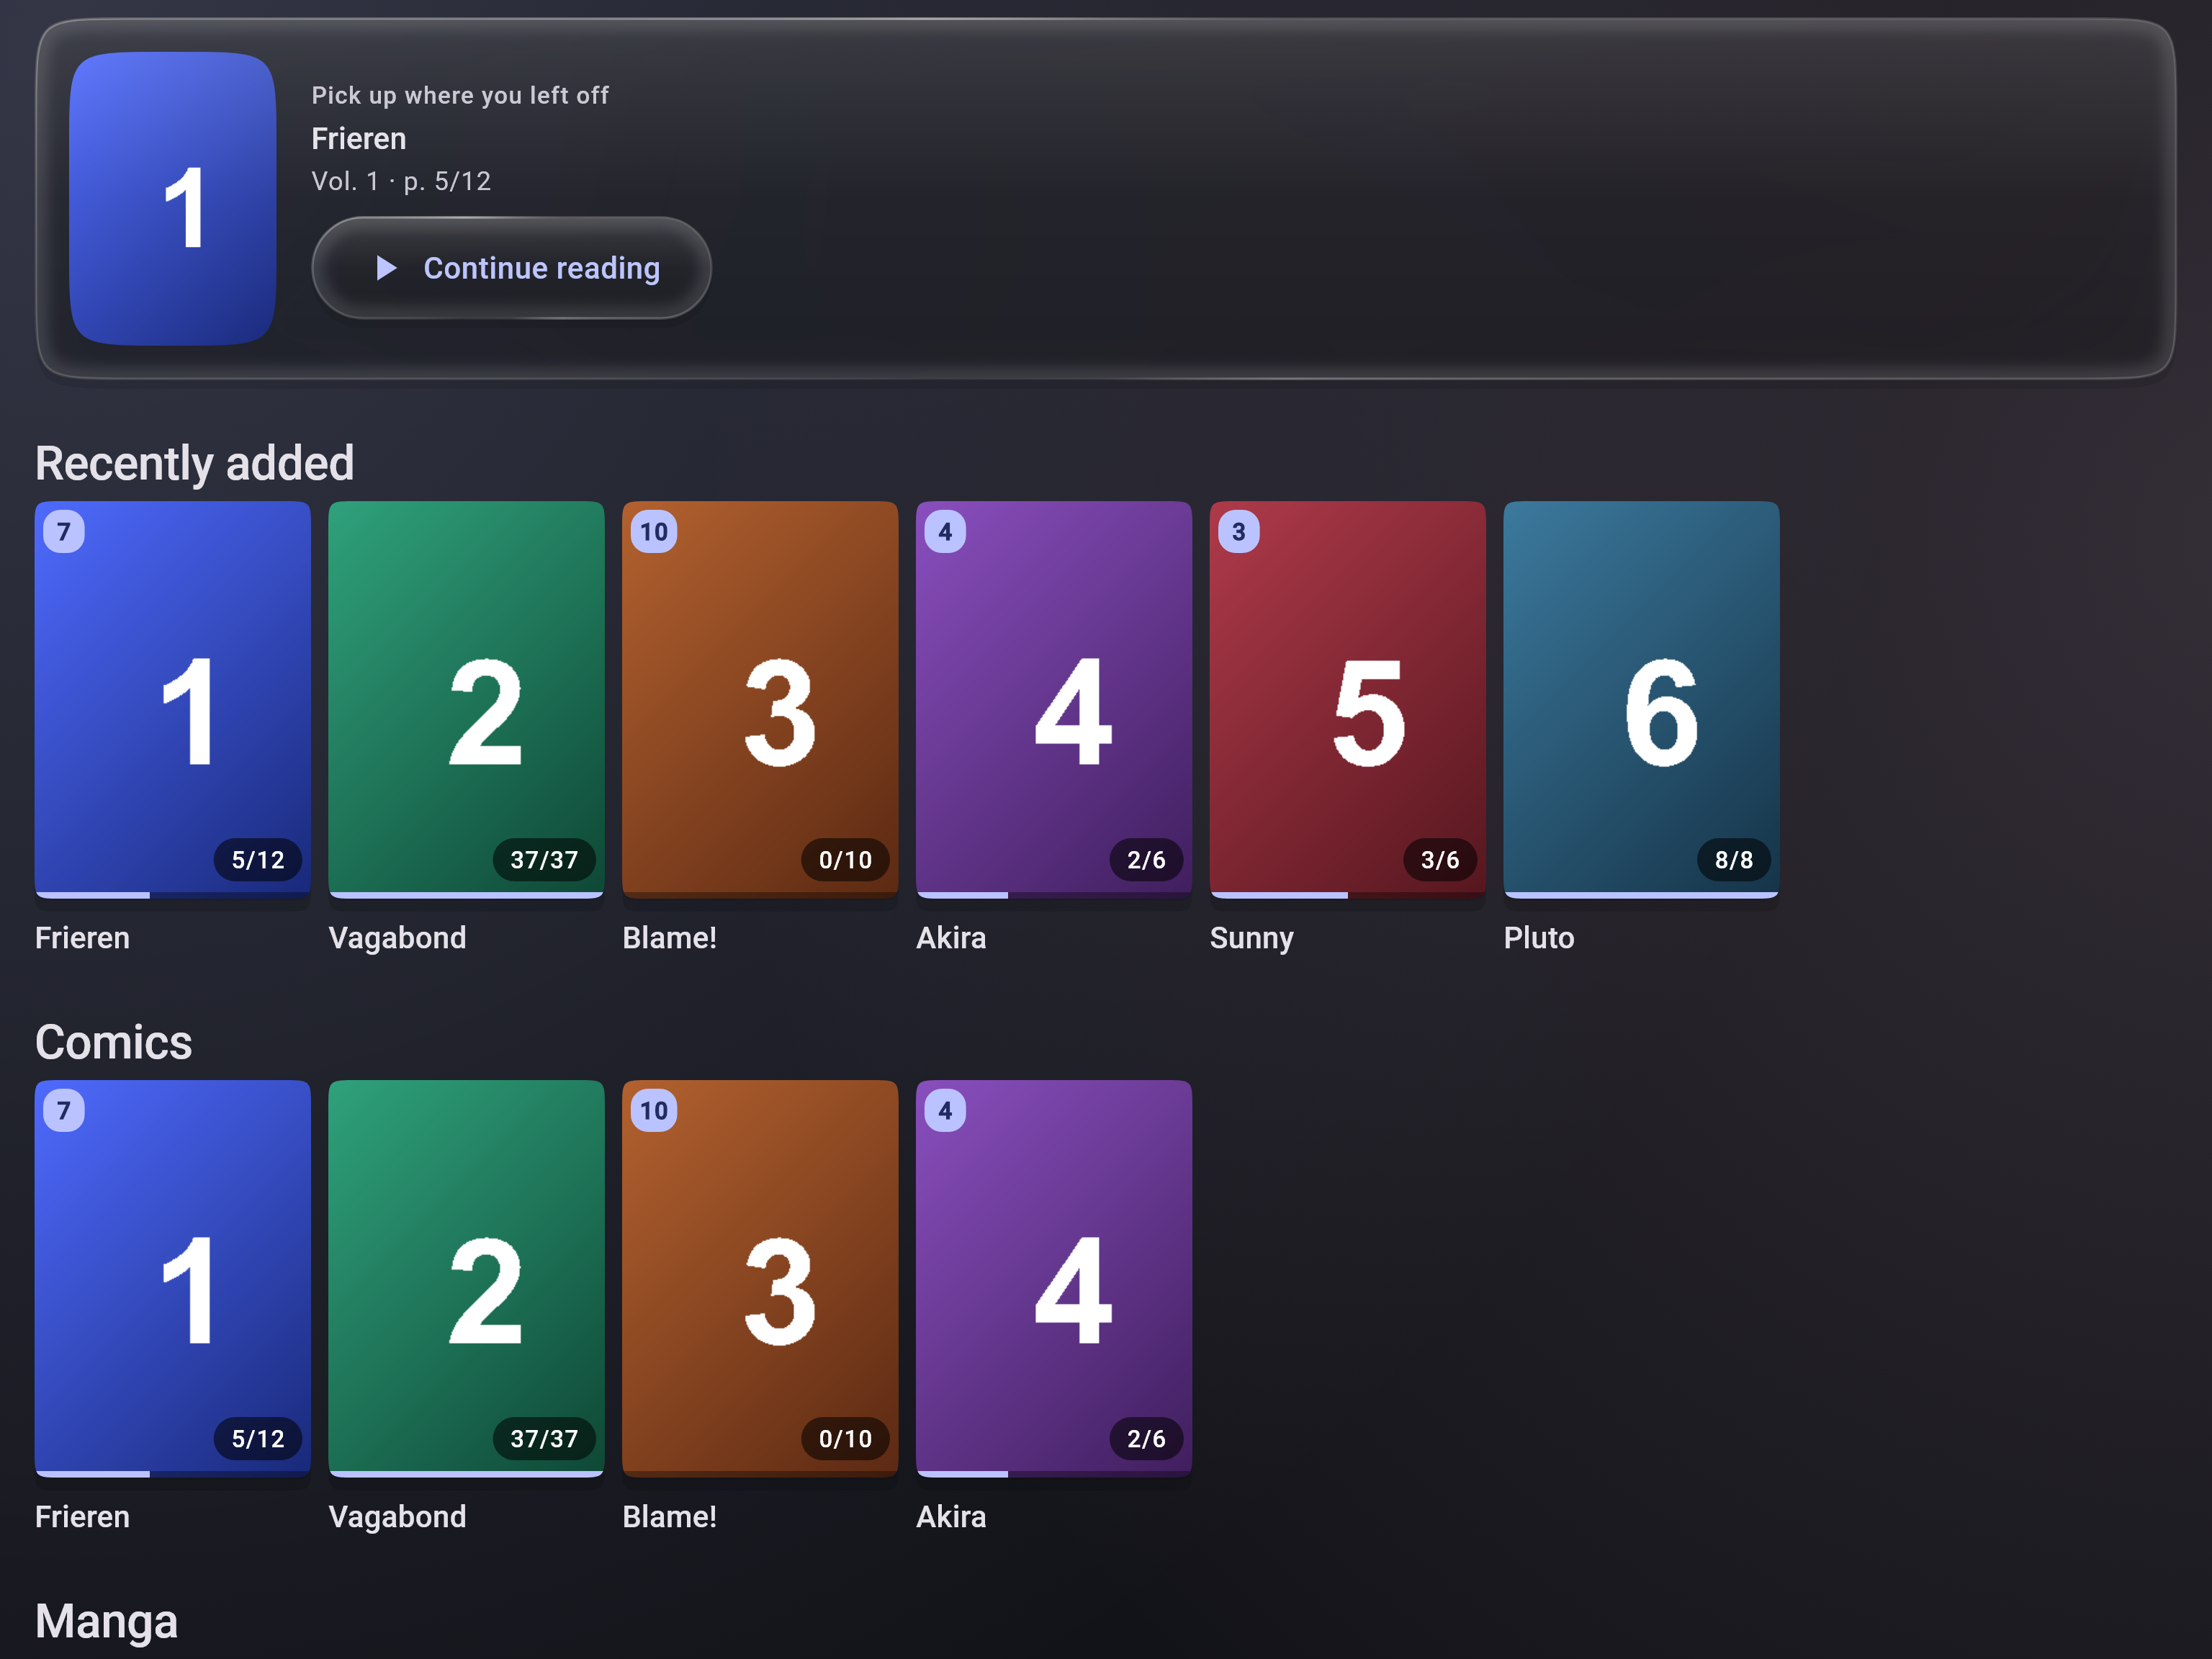 1
Pick up where you left off
Frieren
Vol. 1 · p. 5/12
Continue reading
Recently added
7
10
4
3
1
2
3
4
5
6
5/12
37/37
0/10
2/6
3/6
8/8
Frieren
Vagabond
Blame!
Akira
Sunny
Pluto
Comics
7
10
4
1
2
3
4
5/12
37/37
0/10
2/6
Frieren
Vagabond
Blame!
Akira
Manga